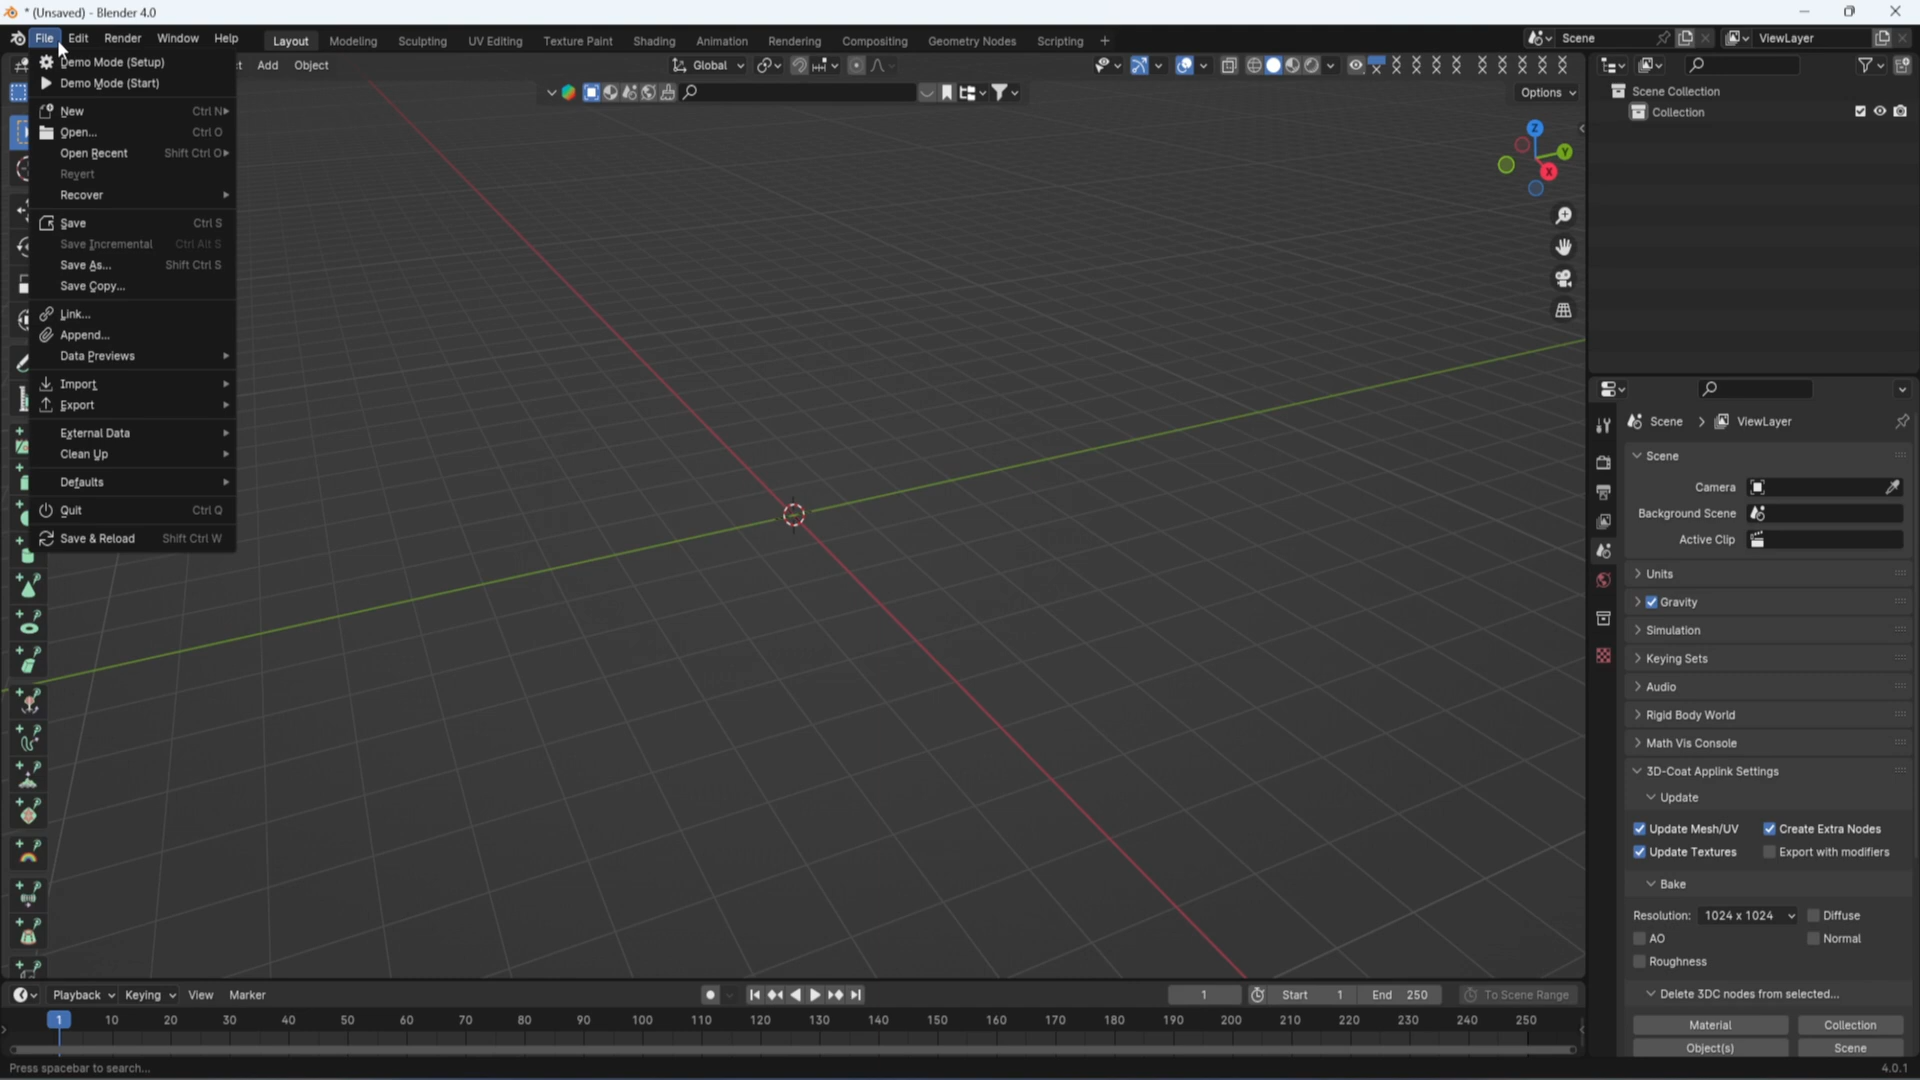 * (Unsaved) - Blender 4.0
File Edit Render Window Help Layout Modeling Sculpting UV Editing Texture Paint Shading Animation Rendering Compositing Geometry Nodes Scripting + Scene ViewLayer
Add Object Global
Options
Demo Mode (Setup)
Demo Mode (Start)
New Ctrl N
Open... Ctrl O
Open Recent Shift Ctrl O
Revert
Recover
Save Ctrl S
Save Incremental Ctrl Alt S
Save As... Shift Ctrl S
Save Copy...
Link...
Append...
Data Previews
Import
Export
External Data
Clean Up
Defaults
Quit Ctrl Q
Save & Reload Shift Ctrl W
Z
Y
X
Scene Collection
Collection
Scene > ViewLayer
Scene
Camera
Background Scene
Active Clip
Units
Gravity
Simulation
Keying Sets
Audio
Rigid Body World
Math Vis Console
3D-Coat Applink Settings
Update
Update Mesh/UV Create Extra Nodes
Update Textures Export with modifiers
Bake
Resolution: 1024 x 1024 Diffuse
AO Normal
Roughness
Delete 3DC nodes from selected...
Material Collection
Object(s) Scene
Playback Keying View Marker 1 Start 1 End 250 To Scene Range
1 10 20 30 40 50 60 70 80 90 100 110 120 130 140 150 160 170 180 190 200 210 220 230 240 250
Press spacebar to search... 4.0.1